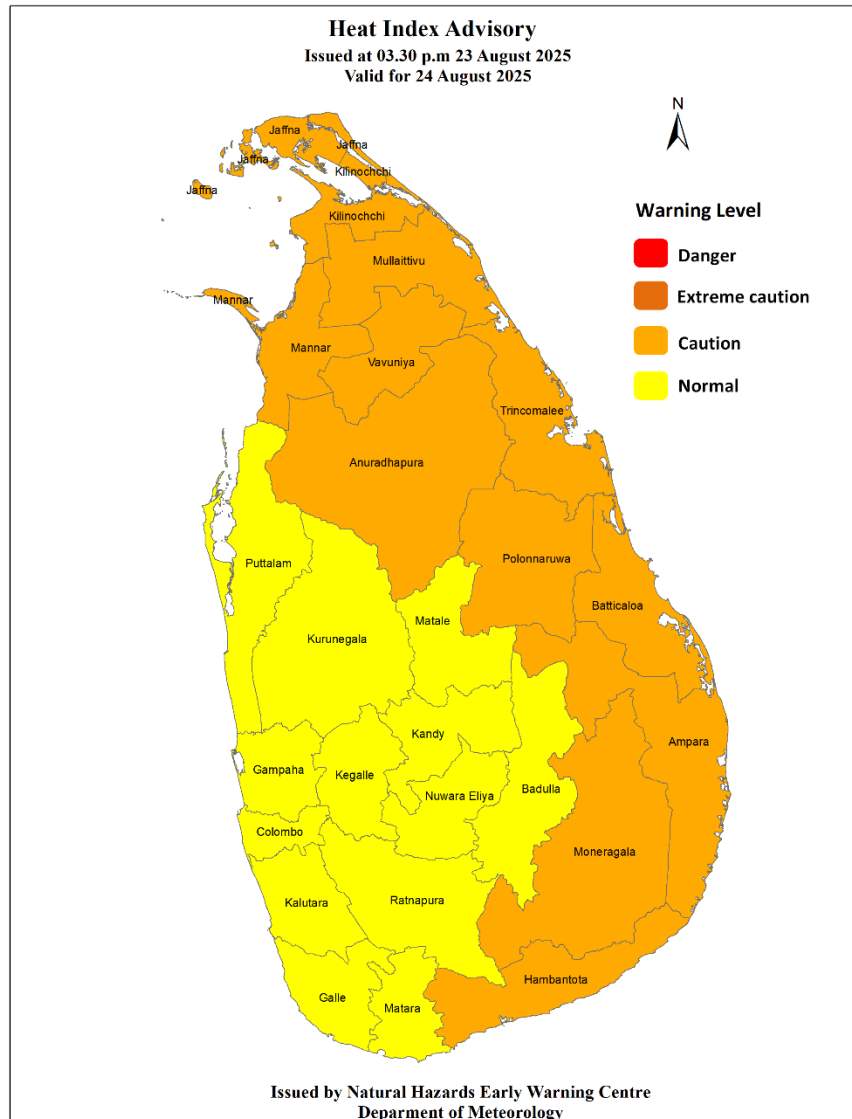 Heat Index Advisory
Issued at 03.30 p.m 23 August 2025
Valid for 24 August 2025
N
Jaffna
Jaffna
Jaffna
Kilinochchi
Jaffna
Kilinochchi
Warning Level
Danger
Extreme caution
Caution
Normal
Mullaittivu
Mannar
Mannar
Vavuniya
Trincomalee
Anuradhapura
Puttalam
Polonnaruwa
Batticaloa
Matale
Kurunegala
Kandy
Ampara
Gampaha
Kegalle
Nuwara Eliya
Badulla
Colombo
Moneragala
Kalutara
Ratnapura
Hambantota
Galle
Matara
Issued by Natural Hazards Early Warning Centre
Deparment of Meteorology